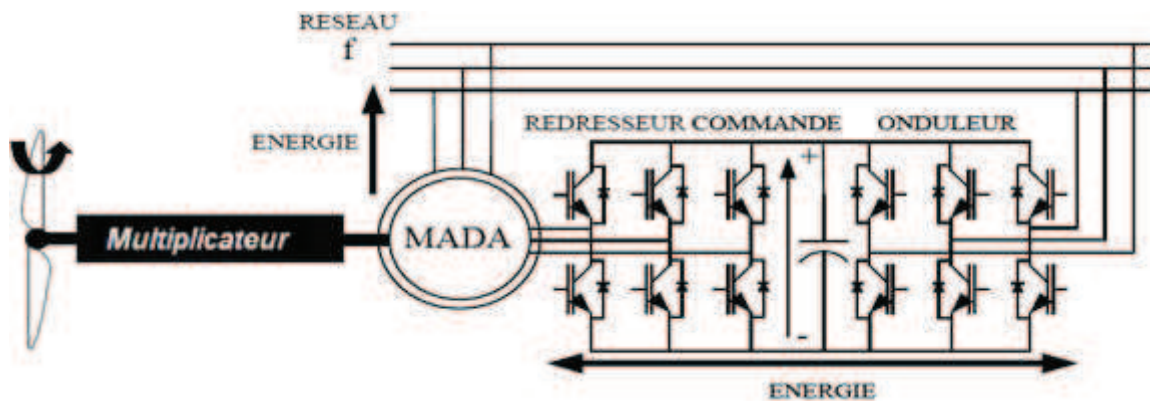 RESEAU
f
ENERGIE
REDRESSEUR COMMANDE
ONDULEUR
+
Multiplicateur
MADA
-
ENERGIE